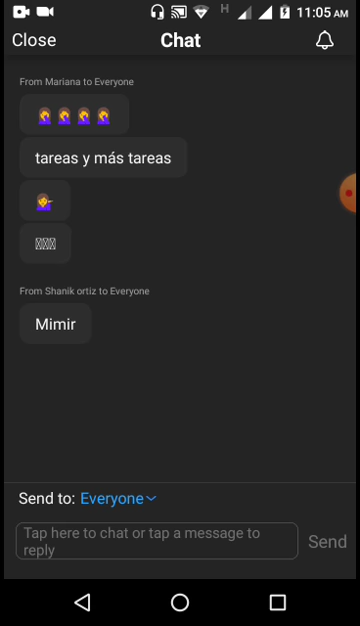 H 11:05 AM
Close Chat
From Mariana to Everyone
🤦‍♀️🤦‍♀️🤦‍♀️🤦‍♀️
tareas y más tareas
💁‍♀️
From Shanik ortiz to Everyone
Mimir
Send to: Everyone
Tap here to chat or tap a message to
reply
Send